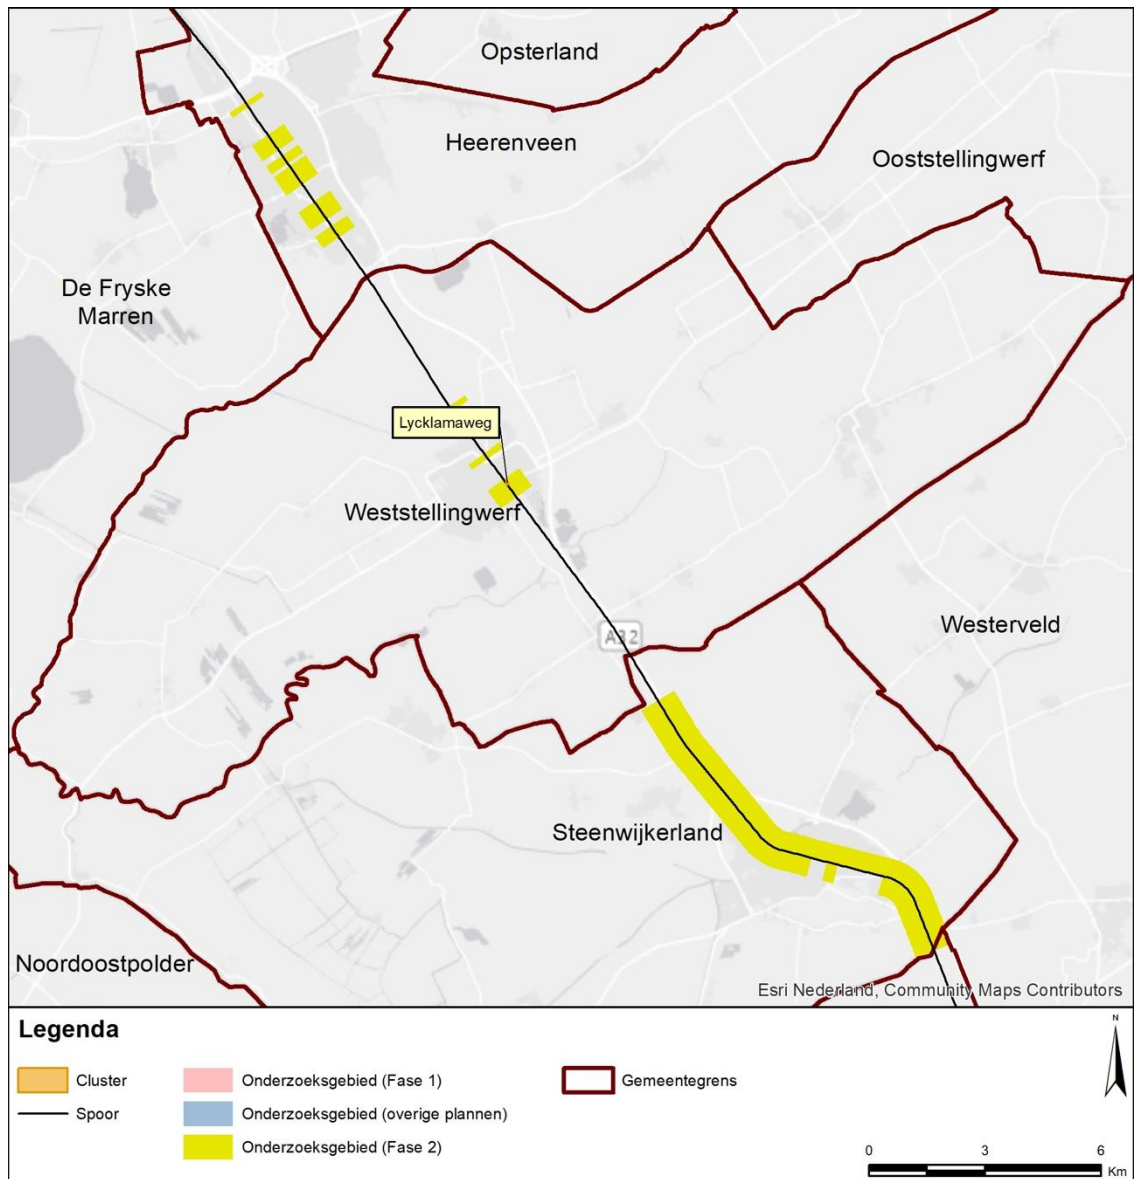 Opsterland
Heerenveen
Ooststellingwerf
De Fryske
Marren
Lycklamaweg
Weststellingwerf
A32
Westerveld
Steenwijkerland
Noordoostpolder
Esri Nederland, Community Maps Contributors
Legenda
Cluster
Spoor
Onderzoeksgebied (Fase 1)
Onderzoeksgebied (overige plannen)
Onderzoeksgebied (Fase 2)
Gemeentegrens
N
0 3 6
Km